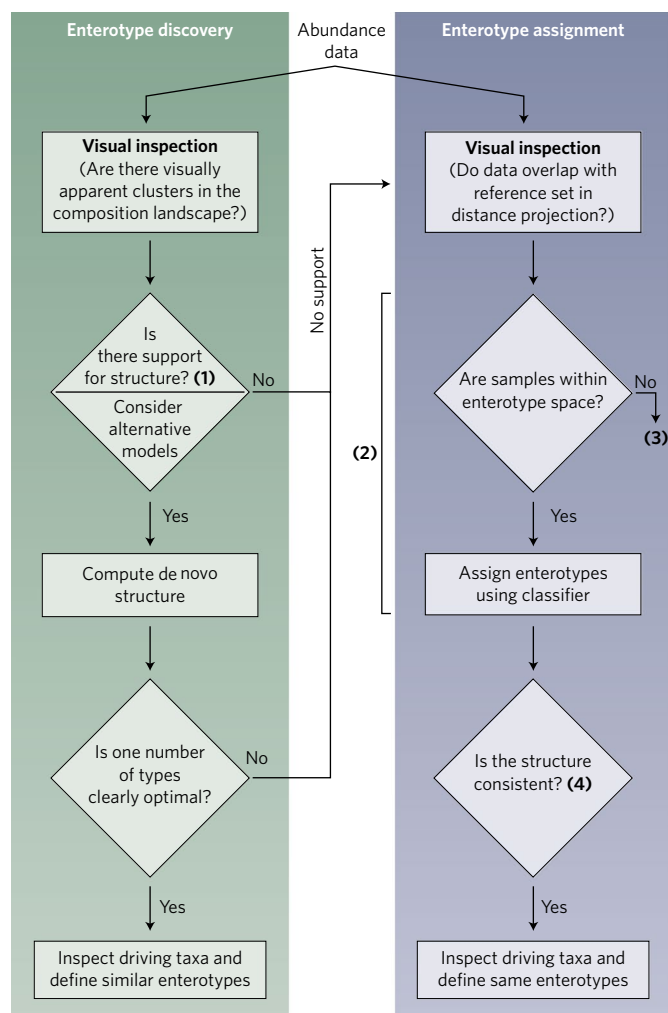 Enterotype discovery
Abundance
data
Enterotype assignment
Visual inspection
(Are there visually
apparent clusters in the
composition landscape?)
Is
there support
for structure? (1)
Consider
alternative
models
No
Yes
Compute de novo
structure
Is one number
of types
clearly optimal?
No
Yes
Inspect driving taxa and
define similar enterotypes
No support
Visual inspection
(Do data overlap with
reference set in
distance projection?)
(2)
Are samples within
enterotype space?
No
(3)
Yes
Assign enterotypes
using classifier
Is the structure
consistent? (4)
Yes
Inspect driving taxa and
define same enterotypes